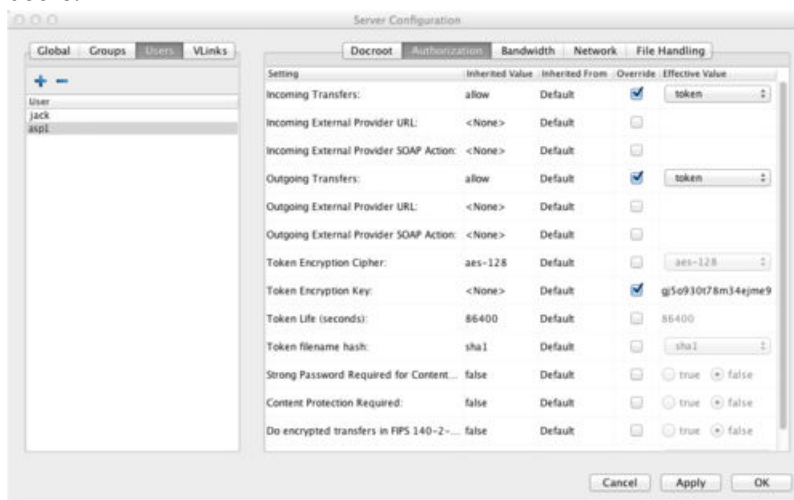 Server Configuration
Global Groups Users VLinks
Docroot Authorization Bandwidth Network File Handling
+ −
User
jack
asp1
Setting Inherited Value Inherited From Override Effective Value
Incoming Transfers: allow Default token
Incoming External Provider URL: <None> Default
Incoming External Provider SOAP Action: <None> Default
Outgoing Transfers: allow Default token
Outgoing External Provider URL: <None> Default
Outgoing External Provider SOAP Action: <None> Default
Token Encryption Cipher: aes-128 Default aes-128
Token Encryption Key: <None> Default gj5o930t78m34ejme9
Token Life (seconds): 86400 Default 86400
Token filename hash: sha1 Default sha1
Strong Password Required for Content... false Default true false
Content Protection Required: false Default true false
Do encrypted transfers in FIPS 140-2-... false Default true false
Cancel Apply OK